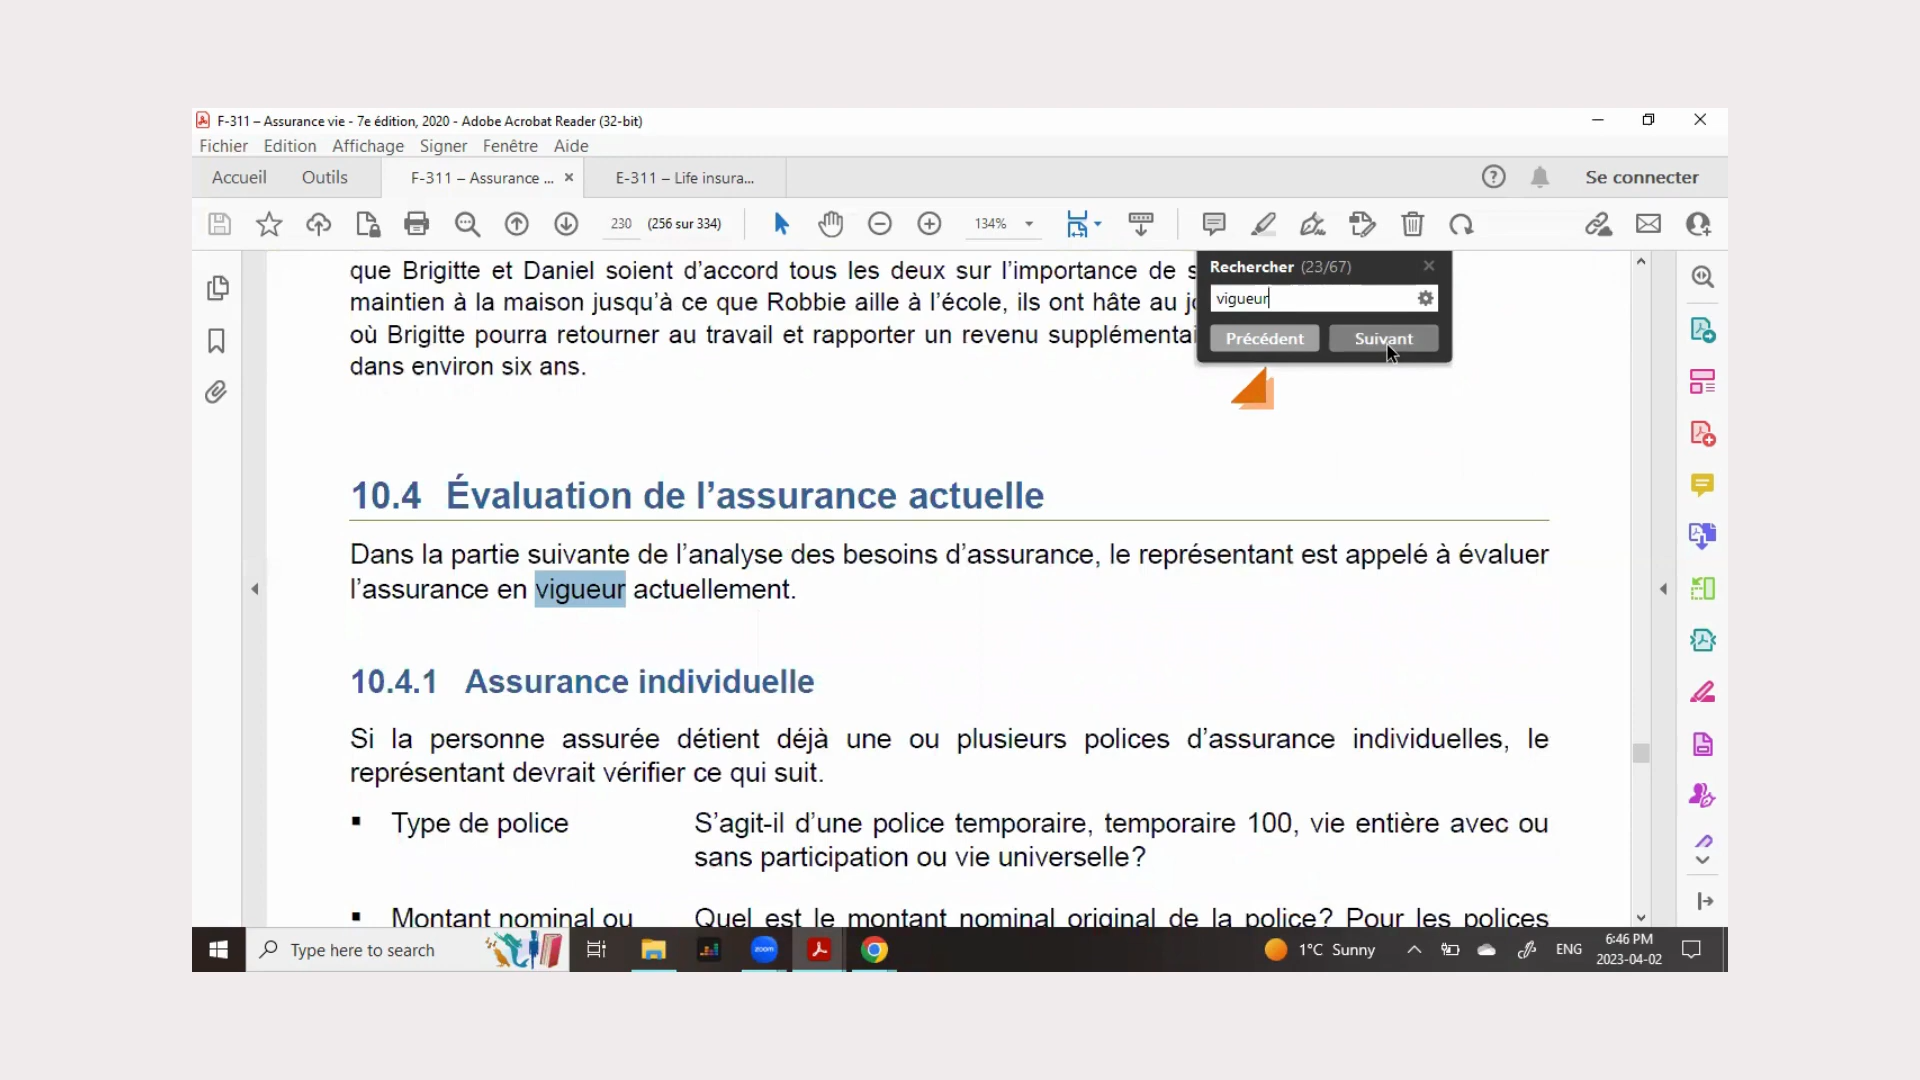 F-311 – Assurance vie - 7e édition, 2020 - Adobe Acrobat Reader (32-bit)
Fichier Edition Affichage Signer Fenêtre Aide
Accueil Outils F-311 – Assurance ... × E-311 – Life insura... Se connecter
230 (256 sur 334) 134%
que Brigitte et Daniel soient d’accord tous les deux sur l’importance de s
maintien à la maison jusqu’à ce que Robbie aille à l’école, ils ont hâte au jo
où Brigitte pourra retourner au travail et rapporter un revenu supplémentai
dans environ six ans.
Rechercher (23/67)
vigueur
Précédent Suivant
10.4 Évaluation de l’assurance actuelle
Dans la partie suivante de l’analyse des besoins d’assurance, le représentant est appelé à évaluer
l’assurance en vigueur actuellement.
10.4.1 Assurance individuelle
Si la personne assurée détient déjà une ou plusieurs polices d’assurance individuelles, le
représentant devrait vérifier ce qui suit.
▪ Type de police S’agit-il d’une police temporaire, temporaire 100, vie entière avec ou
sans participation ou vie universelle?
▪ Montant nominal ou Quel est le montant nominal original de la police? Pour les polices
Type here to search zoom 1°C Sunny ENG 6:46 PM
2023-04-02